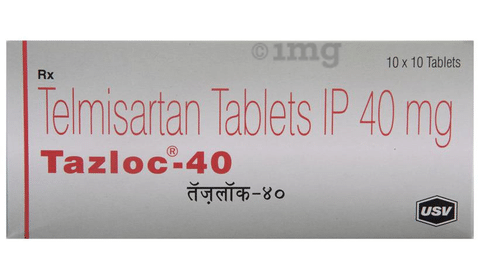 1mg
Rx
10 x 10 Tablets
Telmisartan Tablets IP 40 mg
Tazloc®-40
तॅज़लॉक-४०
USV